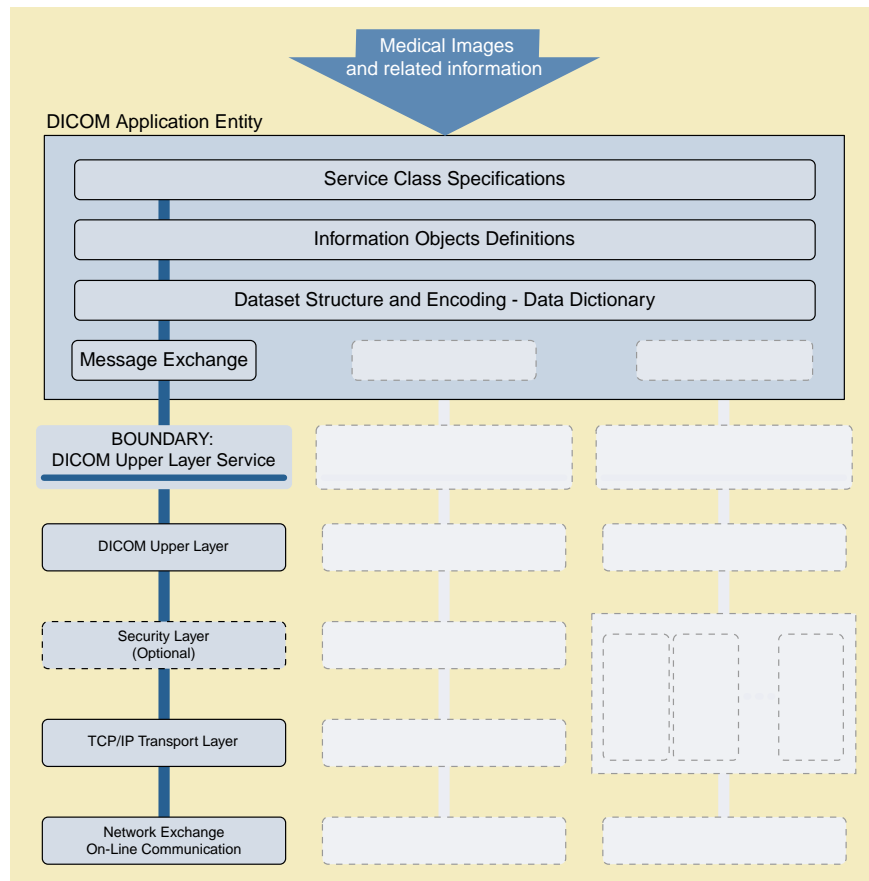 Medical Images
and related information
DICOM Application Entity
Service Class Specifications
Information Objects Definitions
Dataset Structure and Encoding - Data Dictionary
Message Exchange
BOUNDARY:
DICOM Upper Layer Service
DICOM Upper Layer
Security Layer
(Optional)
TCP/IP Transport Layer
Network Exchange
On-Line Communication